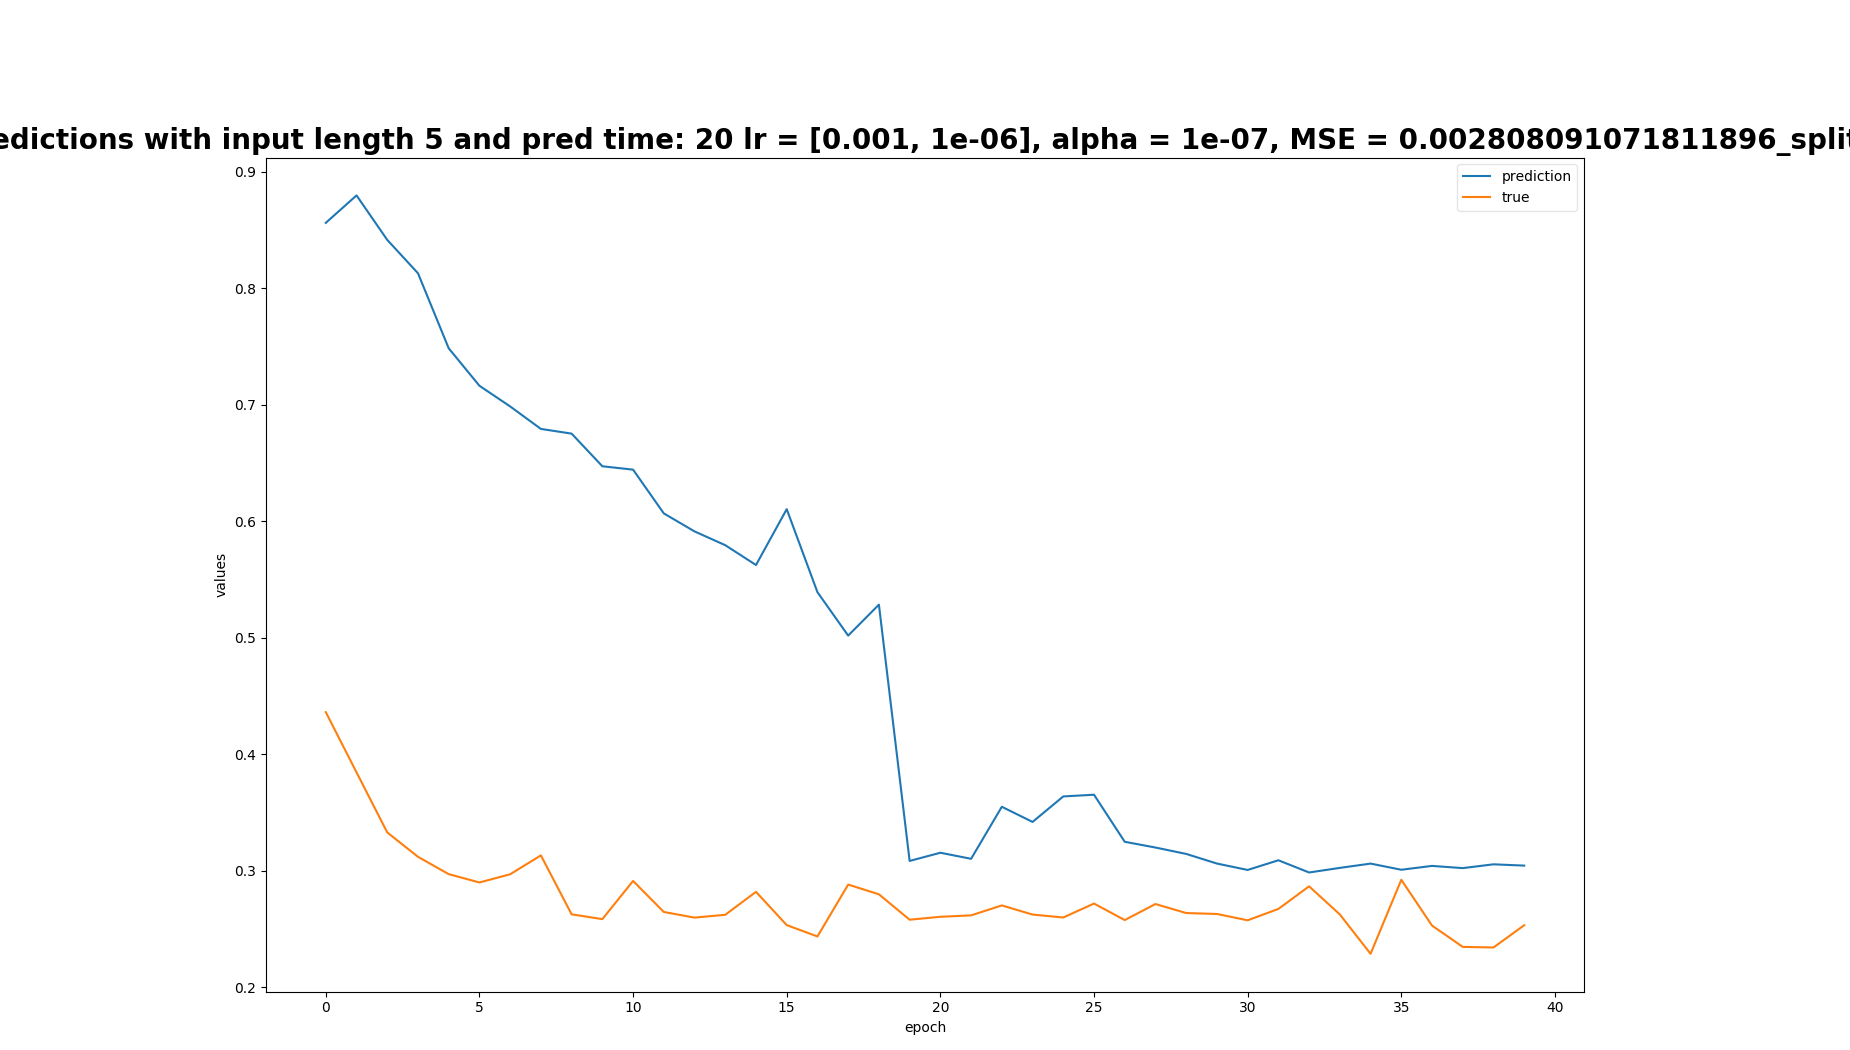 edictions with input length 5 and pred time: 20 lr = [0.001, 1e-06], alpha = 1e-07, MSE = 0.002808091071811896_split
prediction
true
0.9
0.8
0.7
0.6
0.5
0.4
0.3
0.2
values
0 5 10 15 20 25 30 35 40
epoch